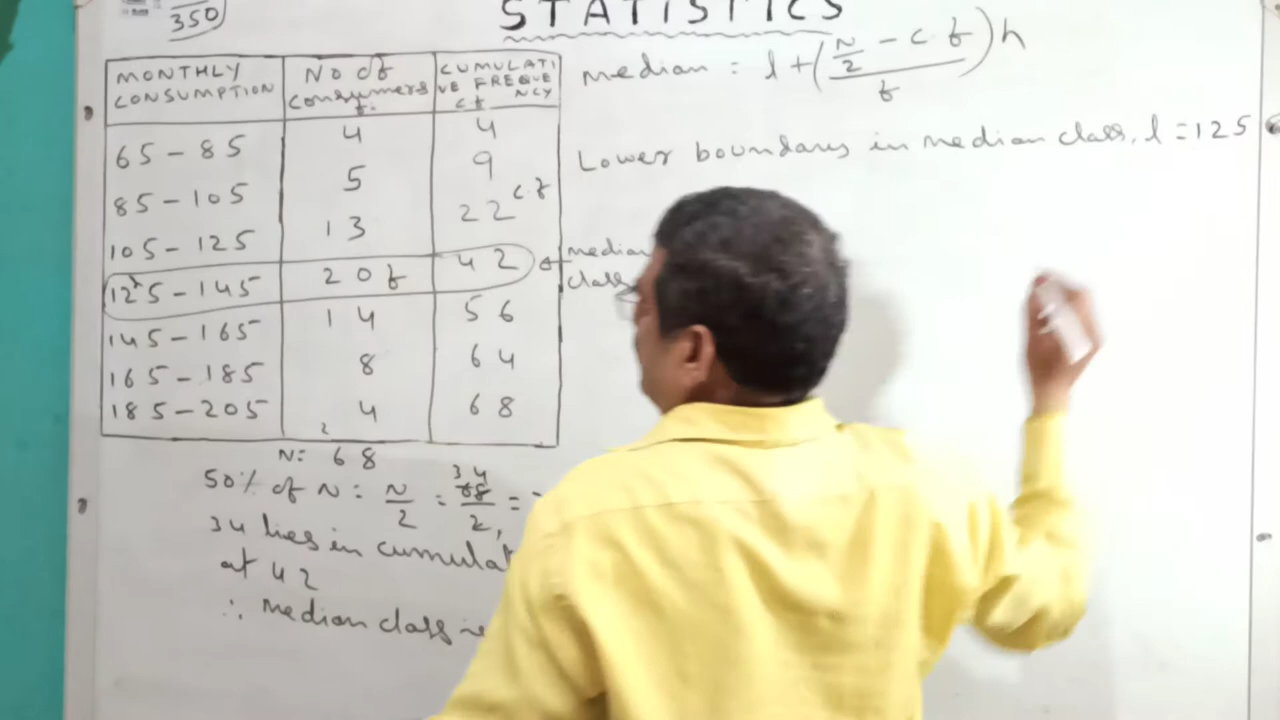 350
STATISTICS
MONTHLY CONSUMPTION
NO of consumers f.
CUMULATIVE FREQUENCY cf
65 - 85 4 4
85 - 105 5 9
105 - 125 13 22 c.f
125 - 145 20 f 42
median class
145 - 165 14 56
165 - 185 8 64
185 - 205 4 68
N = 68
50% of N = N/2 = 68/2 =
34
34 lies in cumulat
at 42
∴ median class is
median = l + (N/2 - c.f / f) h
Lower boundary in median class, l = 125